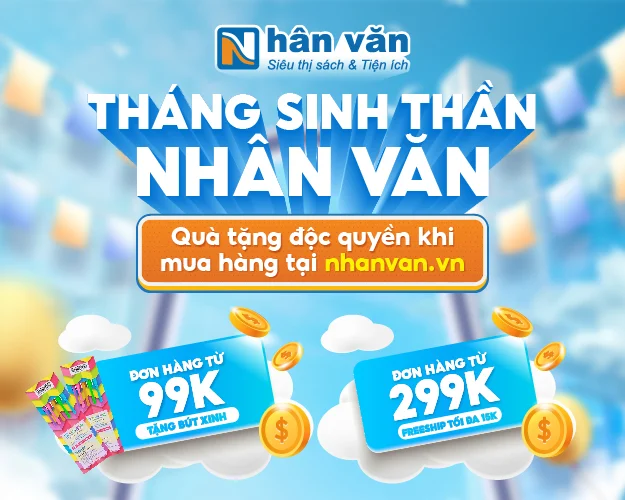 Nhân văn
Siêu thị sách & Tiện ích
THÁNG SINH THẦN
NHÂN VĂN
Quà tặng độc quyền khi
mua hàng tại nhanvan.vn
ĐƠN HÀNG TỪ
99K
TẶNG BÚT XINH
ĐƠN HÀNG TỪ
299K
FREESHIP TỐI ĐA 15K